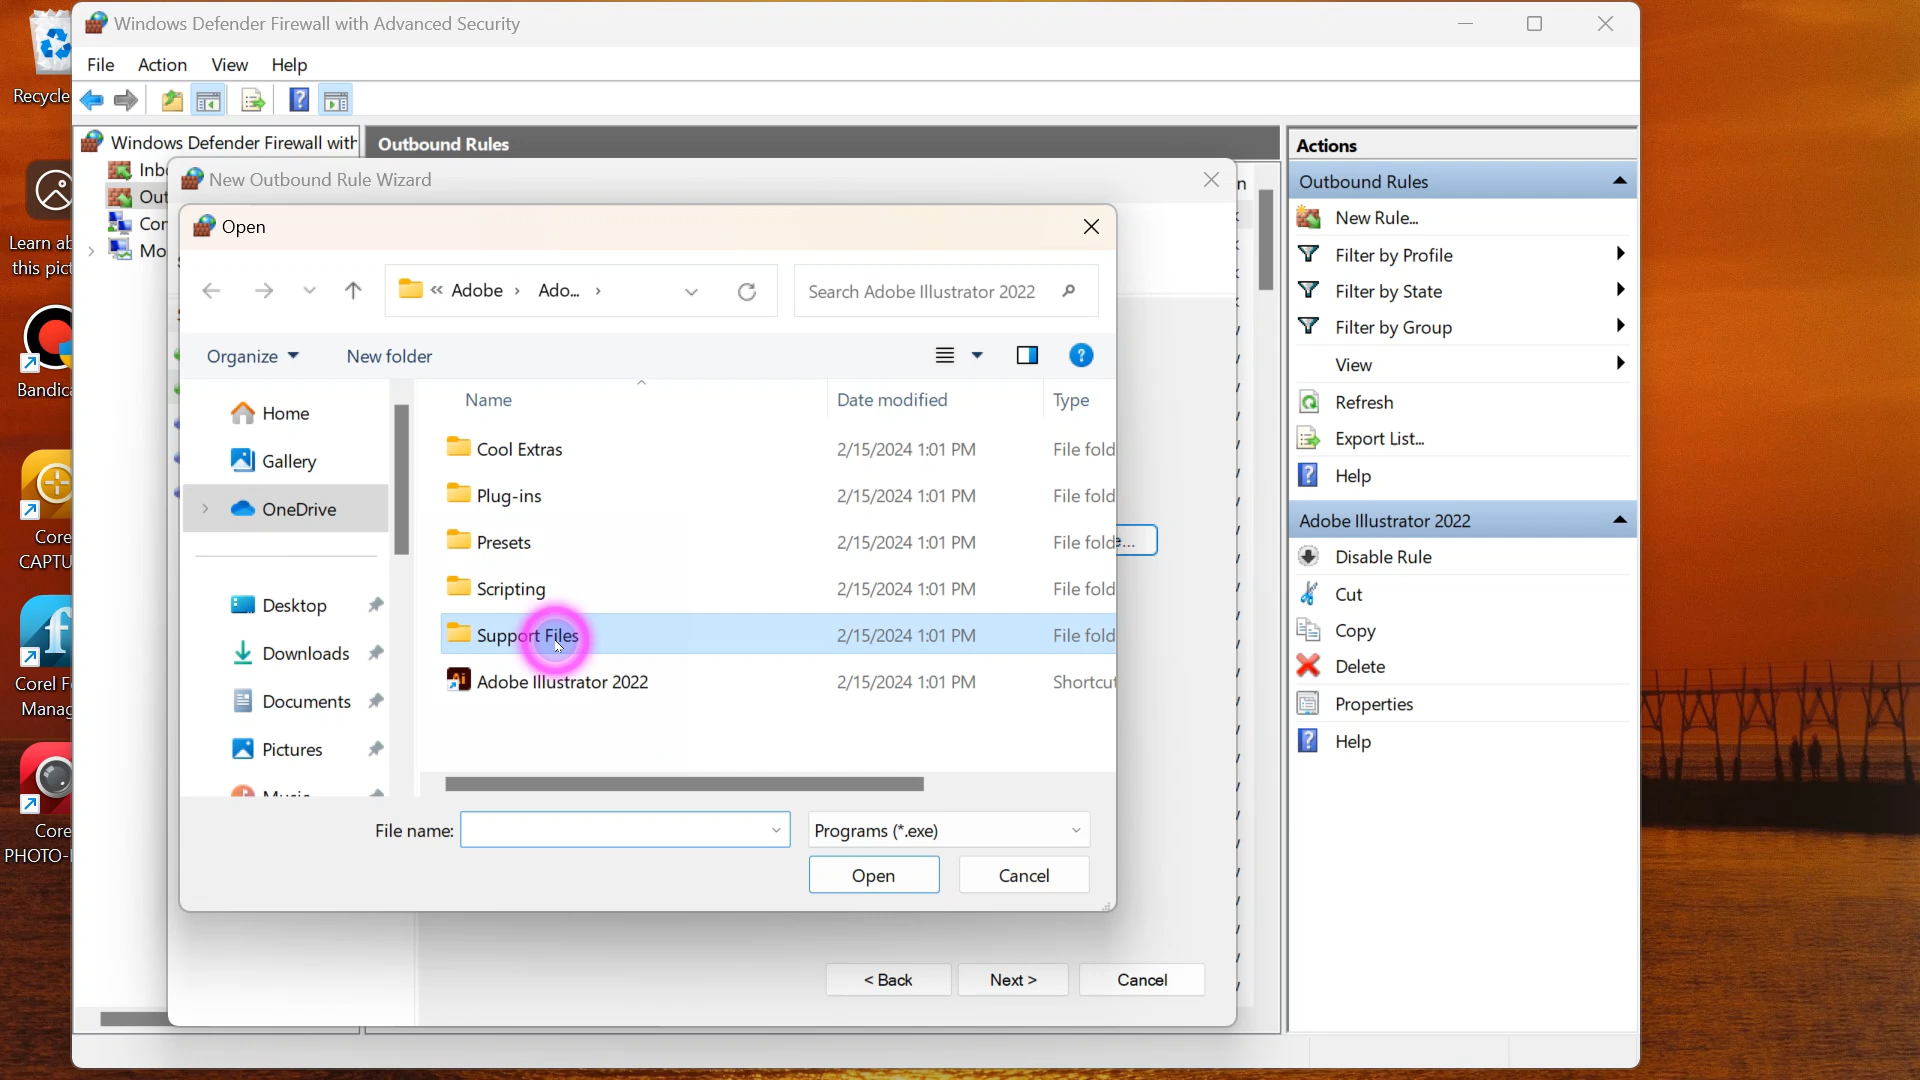 Recycle
Learn ab
this pict
Bandica
Core
CAPTU
Corel F
Manag
Core
PHOTO-
Windows Defender Firewall with Advanced Security
File Action View Help
Windows Defender Firewall with
Inb
Out
Con
Mo
Outbound Rules
New Outbound Rule Wizard
Open
« Adobe › Ado... ›
Search Adobe Illustrator 2022
Organize
New folder
Home
Gallery
OneDrive
Desktop
Downloads
Documents
Pictures
Music
Name Date modified Type
Cool Extras 2/15/2024 1:01 PM File fold
Plug-ins 2/15/2024 1:01 PM File fold
Presets 2/15/2024 1:01 PM File fold
Scripting 2/15/2024 1:01 PM File fold
Support Files 2/15/2024 1:01 PM File fold
Adobe Illustrator 2022 2/15/2024 1:01 PM Shortcut
File name:
Programs (*.exe)
Open
Cancel
e...
< Back
Next >
Cancel
Actions
Outbound Rules
New Rule...
Filter by Profile
Filter by State
Filter by Group
View
Refresh
Export List...
Help
Adobe Illustrator 2022
Disable Rule
Cut
Copy
Delete
Properties
Help